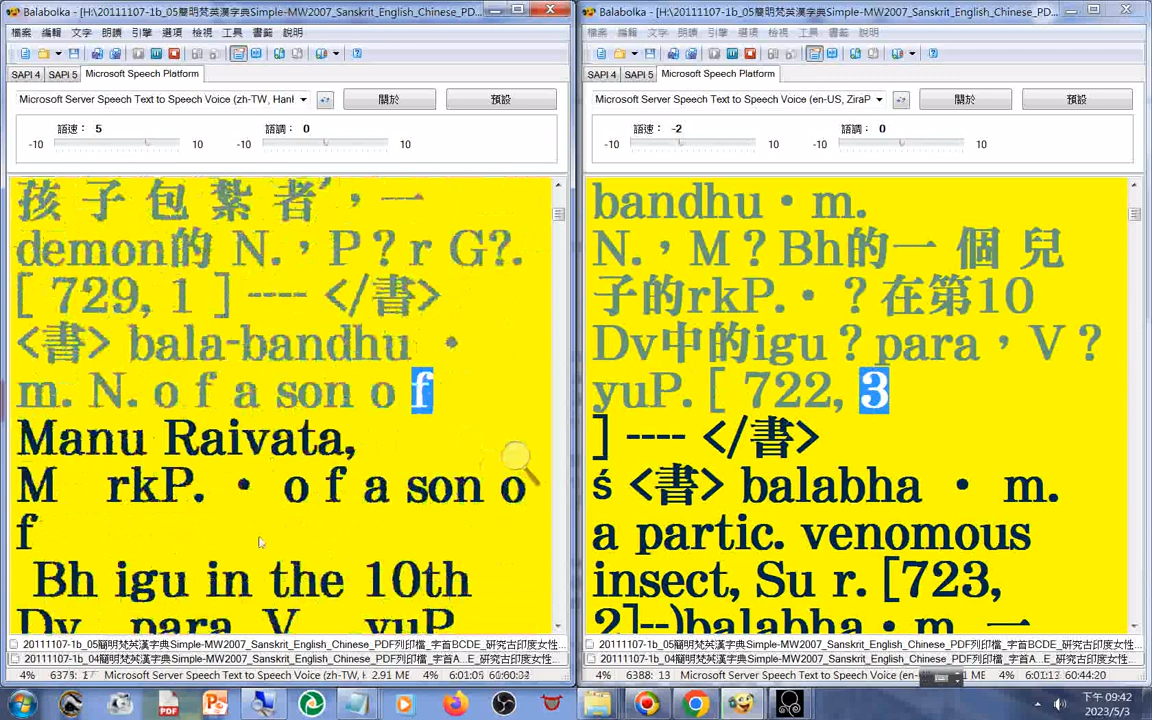 Balabolka - [H:\20111107-1b_05簡明梵英漢字典Simple-MW2007_Sanskrit_English_Chinese_PD...
檔案 編輯 文字 朗讀 引擎 選項 檢視 工具 書籤 說明
SAPI 4 SAPI 5 Microsoft Speech Platform
Microsoft Server Speech Text to Speech Voice (zh-TW, Hanl
關於 預設
語速: 5 語調: 0
-10 10 -10 10
孩 子 包 紮 者’，一
demon的 N.，P？r G?.
[ 729, 1 ] ---- </書>
<書> bala-bandhu •
m. N. o f a son o f
Manu Raivata,
M rkP. • o f a son o
f
Bh igu in the 10th
Dv para V yuP
20111107-1b_05簡明梵英漢字典Simple-MW2007_Sanskrit_English_Chinese_PDF列印檔_字首BCDE_研究古印度女性...
20111107-1b_04簡明梵英漢字典Simple-MW2007_Sanskrit_English_Chinese_PDF列印檔_字首A...E_研究古印度女性...
4% 6373: 17 Microsoft Server Speech Text to Speech Voice (zh-TW, H 2.91 ME 4% 6:01:05
Balabolka - [H:\20111107-1b_05簡明梵英漢字典Simple-MW2007_Sanskrit_English_Chinese_PD...
檔案 編輯 文字 朗讀 引擎 選項 檢視 工具 書籤 說明
SAPI 4 SAPI 5 Microsoft Speech Platform
Microsoft Server Speech Text to Speech Voice (en-US, ZiraP
關於 預設
語速: -2 語調: 0
-10 10 -10 10
bandhu • m.
N.，M？Bh的一 個 兒
子的rkP.•？在第10
Dv中的igu？para，V？
yuP. [ 722, 3
] ---- </書>
ś <書> balabha • m.
a partic. venomous
insect, Su r. [723,
2]--)balabha • m. 一
20111107-1b_05簡明梵英漢字典Simple-MW2007_Sanskrit_English_Chinese_PDF列印檔_字首BCDE_研究古印度女性...
20111107-1b_04簡明梵英漢字典Simple-MW2007_Sanskrit_English_Chinese_PDF列印檔_字首A...E_研究古印度女性...
4% 6388: 13 Microsoft Server Speech Text to Speech Voice (en-U ME 4% 6:01:13 60:44:20
PDF
下午 09:42
2023/5/3